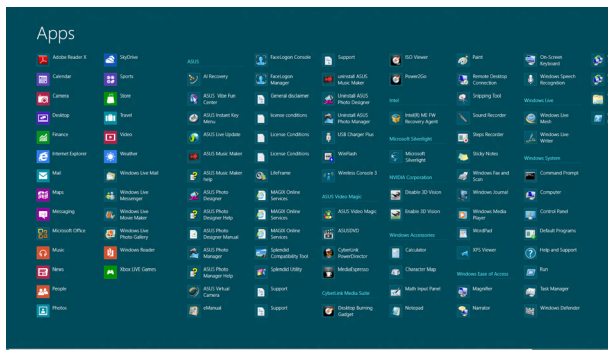 Apps
Adobe Reader X
Calendar
Camera
Desktop
Finance
Internet Explorer
Mail
Maps
Messaging
Microsoft Office
Music
News
People
Photos
SkyDrive
Sports
Store
Travel
Video
Weather
Windows Live Mail
Windows Live
Messenger
Windows Live
Movie Maker
Windows Live
Photo Gallery
Windows Reader
Xbox LIVE Games
ASUS
AI Recovery
ASUS Vibe Fun
Center
ASUS Instant Key
Menu
ASUS Live Update
ASUS Music Maker
ASUS Music Maker
help
ASUS Photo
Designer
ASUS Photo
Designer Help
ASUS Photo
Designer Manual
ASUS Photo
Manager
ASUS Photo
Manager Help
ASUS Virtual
Camera
eManual
FaceLogon Console
FaceLogon
Manager
General disclaimer
license conditions
License Conditions
License Conditions
LifeFrame
MAGIX Online
Services
MAGIX Online
Services
MAGIX Online
Services
Splendid
Compatibility Tool
Splendid Utility
Support
Support
Support
uninstall ASUS
Music Maker
Uninstall ASUS
Photo Designer
Uninstall ASUS
Photo Manager
USB Charger Plus
WinFlash
Wireless Console 3
ASUS Video Magic
ASUS Video Magic
ASUSDVD
CyberLink
PowerDirector
MediaEspresso
CyberLink Media Suite
Desktop Burning
Gadget
ISO Viewer
Power2Go
Intel
Intel(R) ME FW
Recovery Agent
Microsoft Silverlight
Microsoft
Silverlight
NVIDIA Corporation
Disable 3D Vision
Enable 3D Vision
Windows Accessories
Calculator
Character Map
Math Input Panel
Notepad
Paint
Remote Desktop
Connection
Snipping Tool
Sound Recorder
Steps Recorder
Sticky Notes
Windows Fax and
Scan
Windows Journal
Windows Media
Player
WordPad
XPS Viewer
Windows Ease of Access
Magnifier
Narrator
On-Screen
Keyboard
Windows Speech
Recognition
Windows Live
Windows Live
Mesh
Windows Live
Writer
Windows System
Command Prompt
Computer
Control Panel
Default Programs
Help and Support
Run
Task Manager
Windows Defender